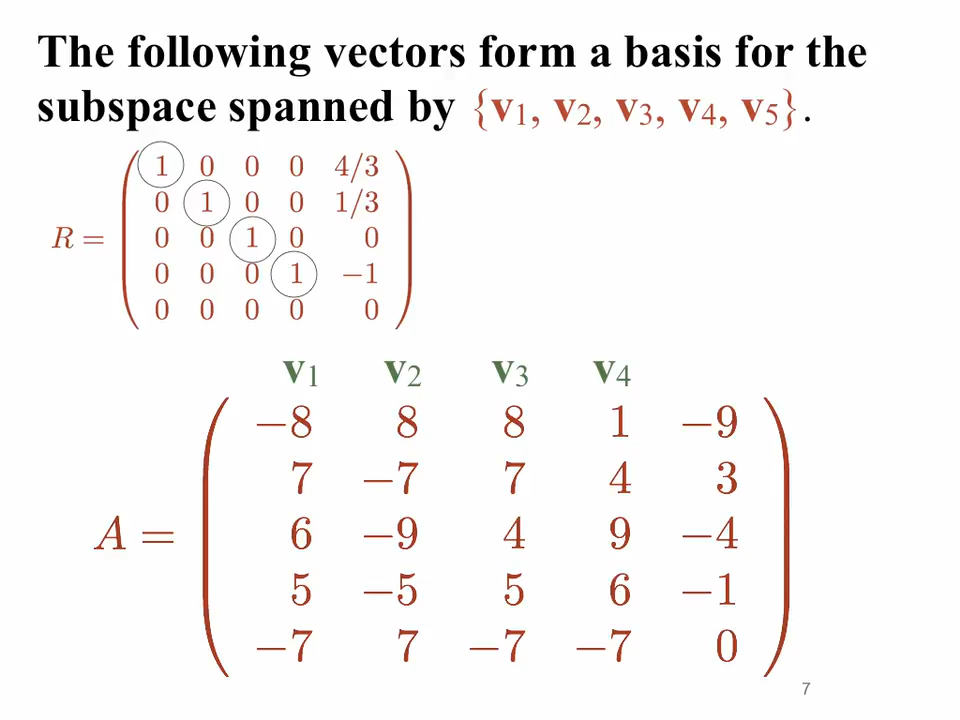 The following vectors form a basis for the
subspace spanned by {v₁, v₂, v₃, v₄, v₅}.
1 0 0 0 4/3
0 1 0 0 1/3
R = 0 0 1 0 0
0 0 0 1 −1
0 0 0 0 0
v₁ v₂ v₃ v₄
−8 8 8 1 −9
7 −7 7 4 3
A = 6 −9 4 9 −4
5 −5 5 6 −1
−7 7 −7 −7 0
7